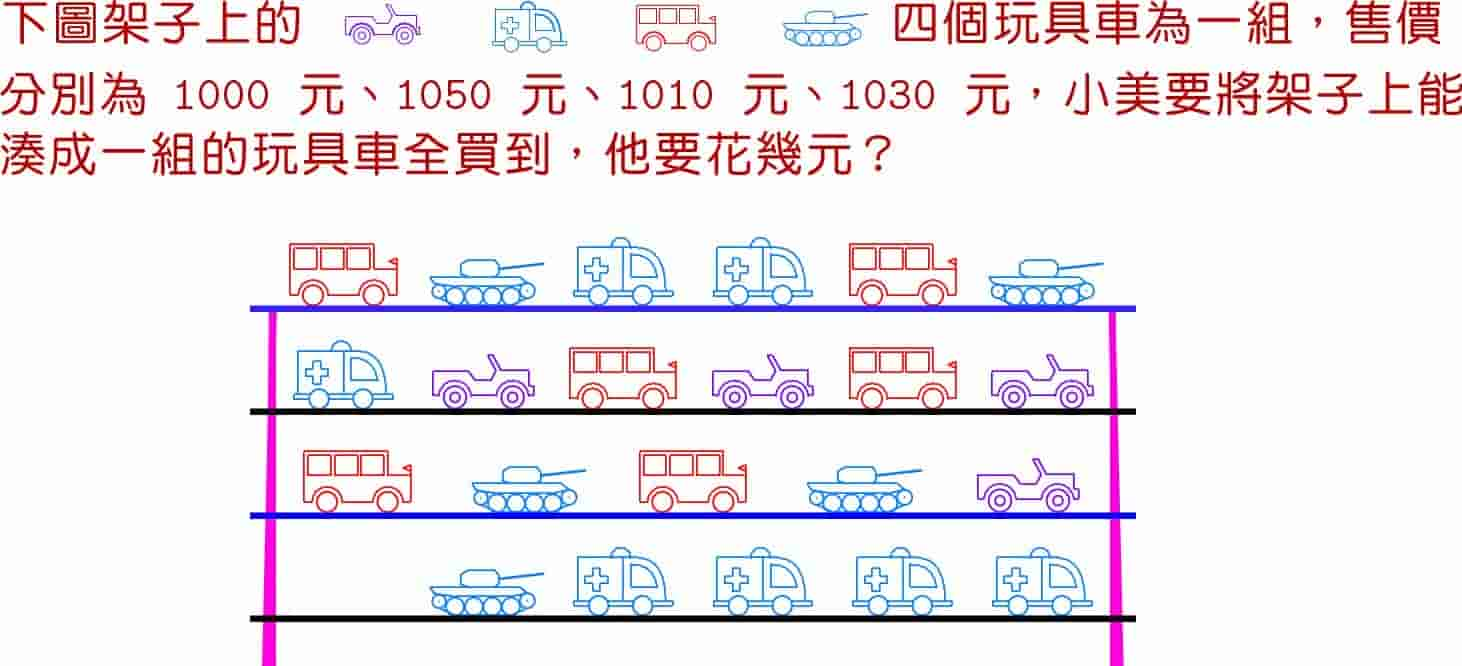 下圖架子上的 四個玩具車為一組，售價
分別為 1000 元、1050 元、1010 元、1030 元，小美要將架子上能
湊成一組的玩具車全買到，他要花幾元？